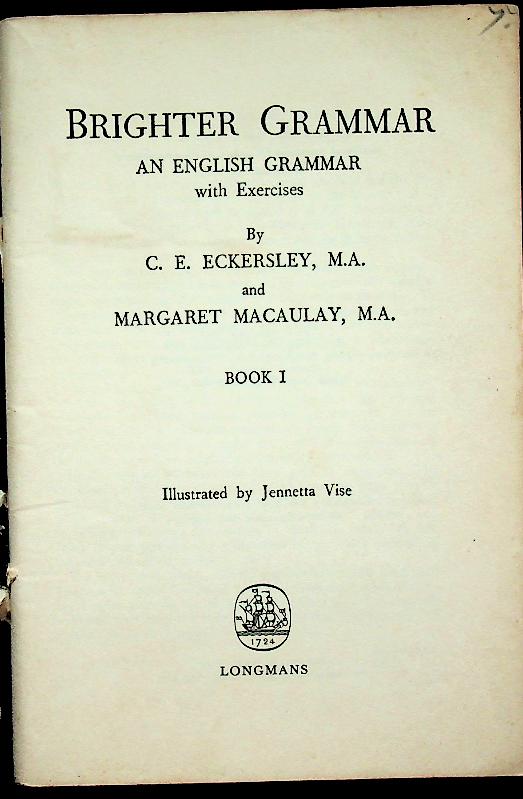 BRIGHTER GRAMMAR
AN ENGLISH GRAMMAR
with Exercises
By
C. E. ECKERSLEY, M.A.
and
MARGARET MACAULAY, M.A.
BOOK I
Illustrated by Jennetta Vise
1724
LONGMANS